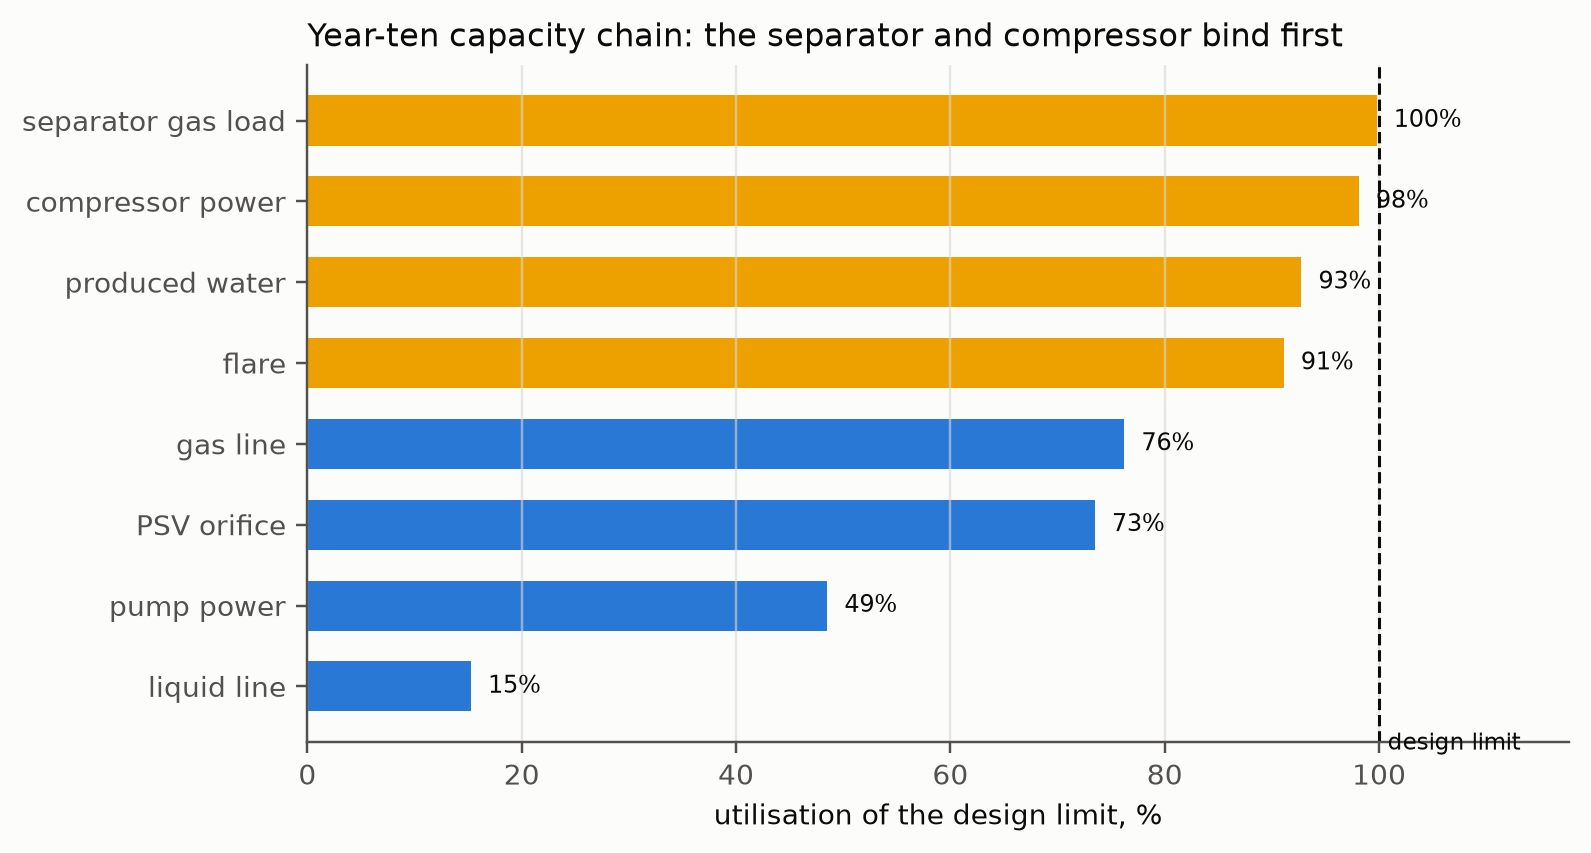 Year-ten capacity chain: the separator and compressor bind first
separator gas load
100%
compressor power
98%
produced water
93%
flare
91%
gas line
76%
PSV orifice
73%
pump power
49%
liquid line
15%
design limit
0 20 40 60 80 100
utilisation of the design limit, %